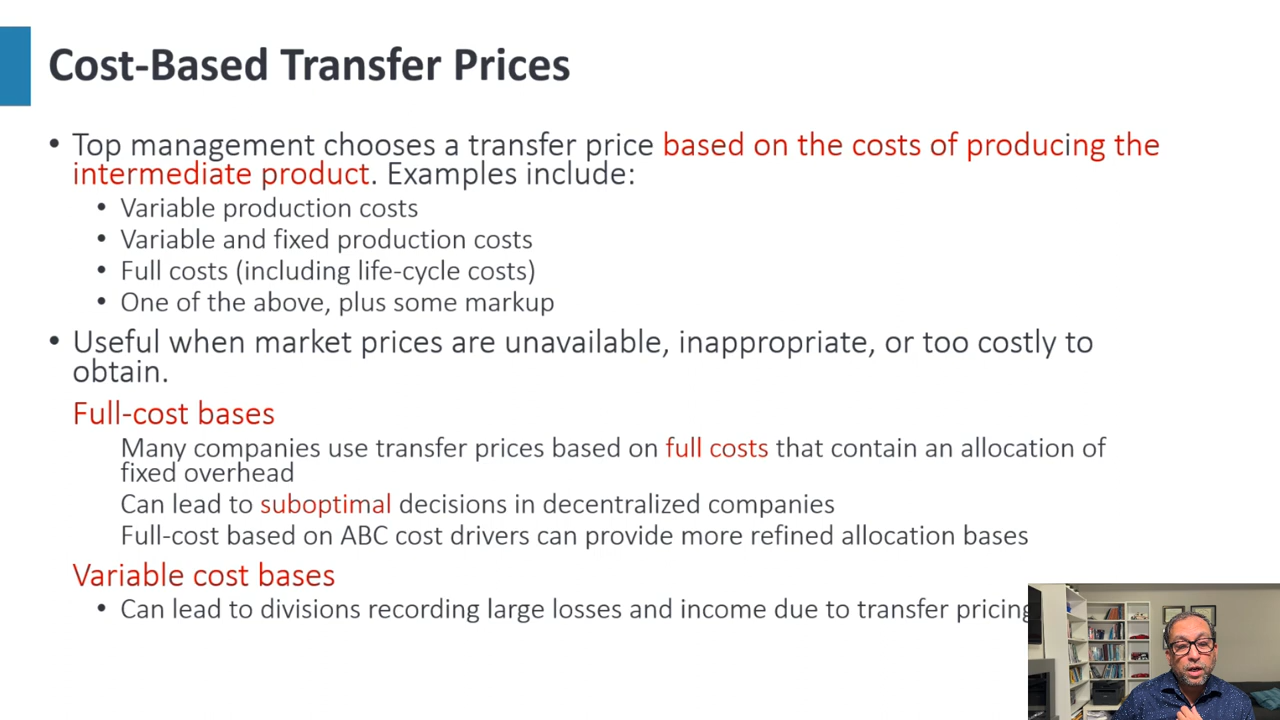 Cost-Based Transfer Prices
• Top management chooses a transfer price based on the costs of producing the
intermediate product. Examples include:
• Variable production costs
• Variable and fixed production costs
• Full costs (including life-cycle costs)
• One of the above, plus some markup
• Useful when market prices are unavailable, inappropriate, or too costly to
obtain.
Full-cost bases
Many companies use transfer prices based on full costs that contain an allocation of
fixed overhead
Can lead to suboptimal decisions in decentralized companies
Full-cost based on ABC cost drivers can provide more refined allocation bases
Variable cost bases
• Can lead to divisions recording large losses and income due to transfer pricing